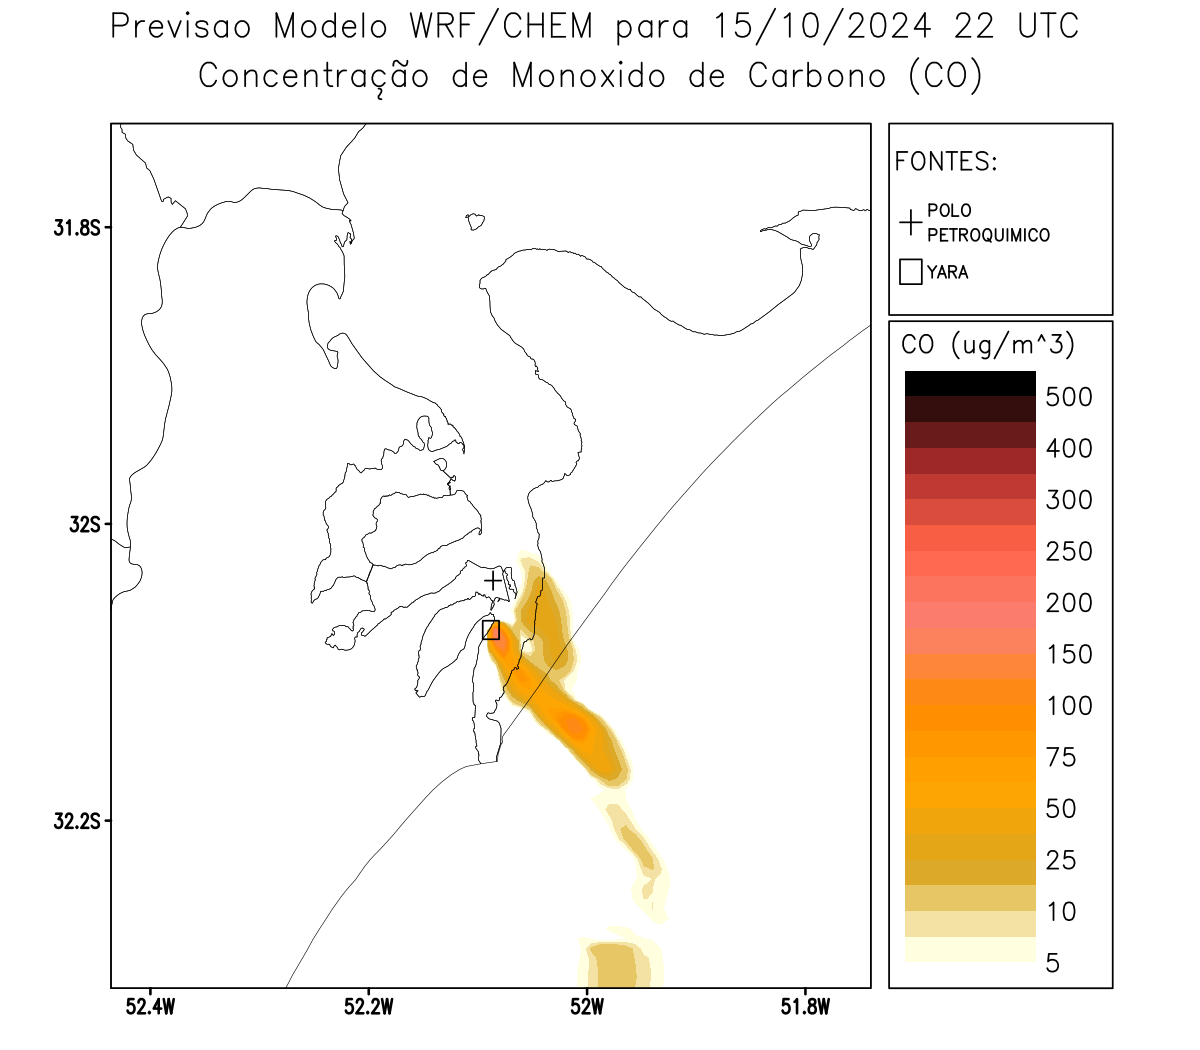 Previsao Modelo WRF/CHEM para 15/10/2024 22 UTC
Concentração de Monoxido de Carbono (CO)
FONTES:
POLO
PETROQUIMICO
YARA
CO (ug/m^3)
500
400
300
250
200
150
100
75
50
25
10
5
31.8S
32S
32.2S
52.4W
52.2W
52W
51.8W